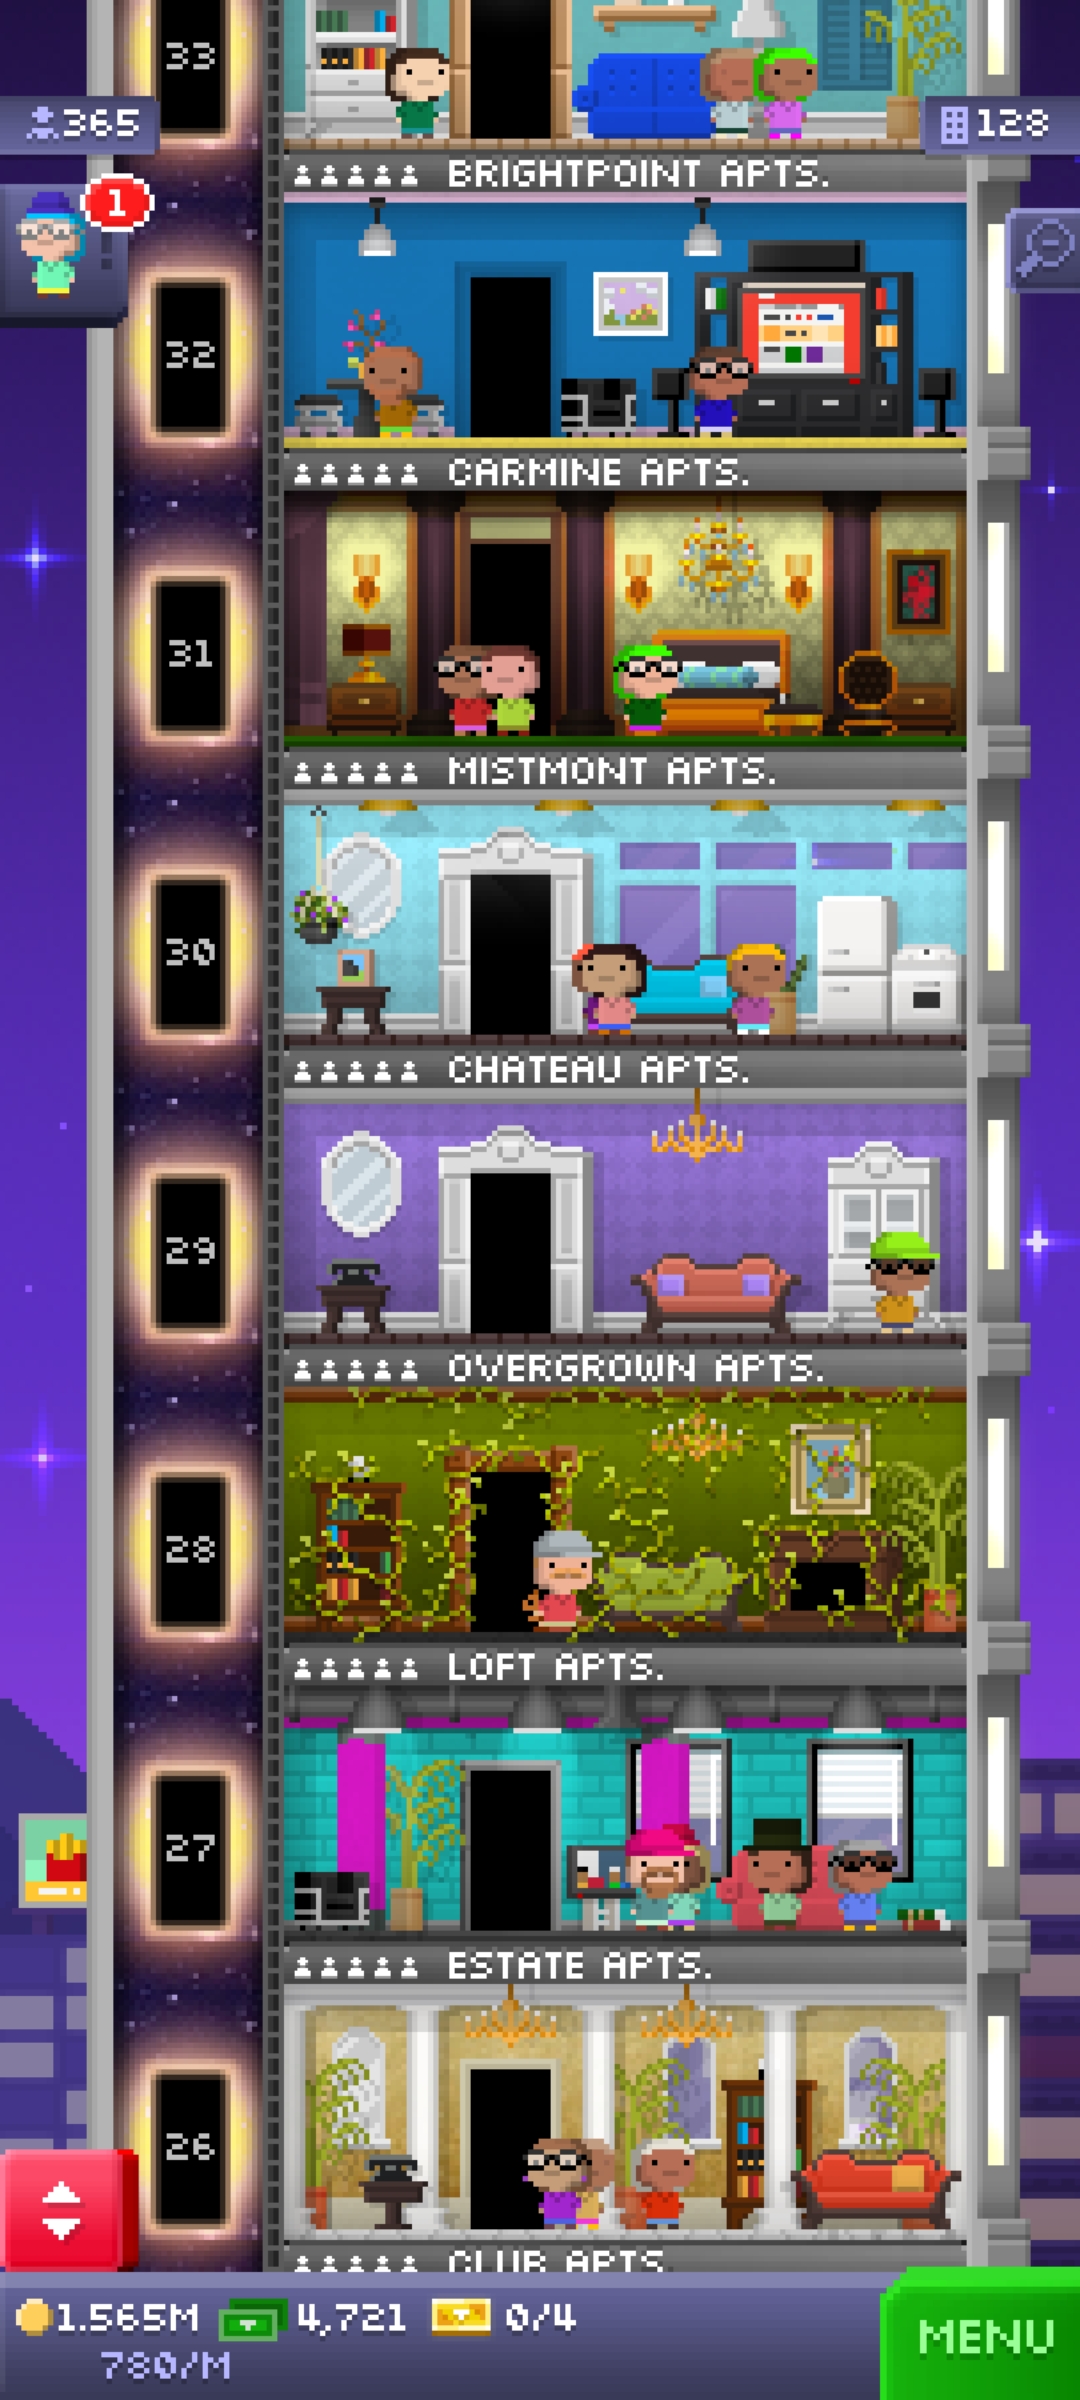 33
365
128
BRIGHTPOINT APTS.
1
32
CARMINE APTS.
31
MISTMONT APTS.
30
CHATEAU APTS.
29
OVERGROWN APTS.
28
LOFT APTS.
27
ESTATE APTS.
26
CLUB APTS.
1.565M 4,721 0/4
780/M
MENU